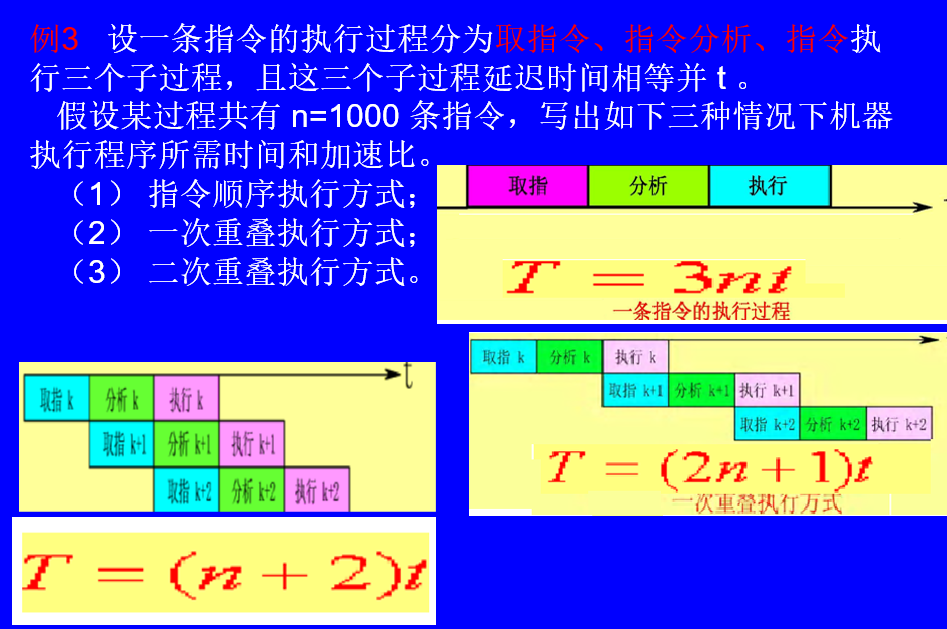 例3 设一条指令的执行过程分为取指令、指令分析、指令执
行三个子过程，且这三个子过程延迟时间相等并 t 。
假设某过程共有 n=1000 条指令，写出如下三种情况下机器
执行程序所需时间和加速比。
（1） 指令顺序执行方式；
（2） 一次重叠执行方式；
（3） 二次重叠执行方式。
取指 分析 执行
T = 3nt
一条指令的执行过程
取指 k 分析 k 执行 k
取指 k+1 分析 k+1 执行 k+1
取指 k+2 分析 k+2 执行 k+2
T = (2n + 1)t
一次重叠执行方式
t
取指 k 分析 k 执行 k
取指 k+1 分析 k+1 执行 k+1
取指 k+2 分析 k+2 执行 k+2
T = (n + 2)t